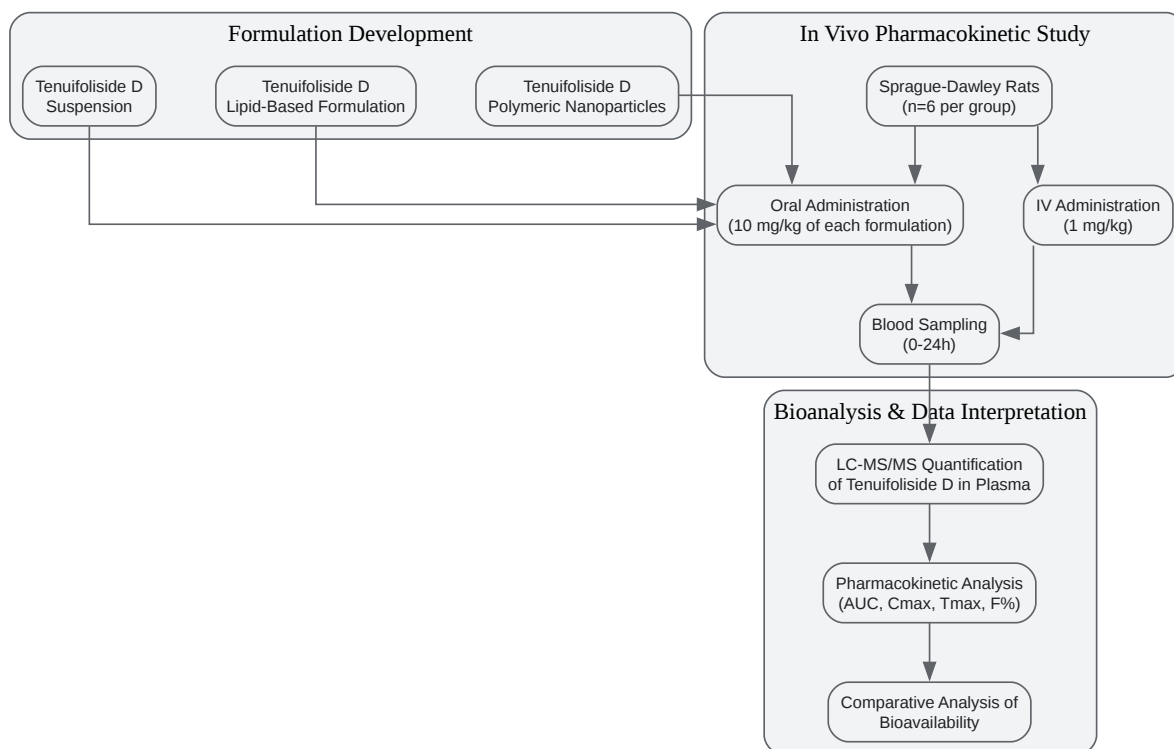 Formulation Development
Tenuifoliside D
Suspension
Tenuifoliside D
Lipid-Based Formulation
Tenuifoliside D
Polymeric Nanoparticles
In Vivo Pharmacokinetic Study
Sprague-Dawley Rats
(n=6 per group)
Oral Administration
(10 mg/kg of each formulation)
IV Administration
(1 mg/kg)
Blood Sampling
(0-24h)
Bioanalysis & Data Interpretation
LC-MS/MS Quantification
of Tenuifoliside D in Plasma
Pharmacokinetic Analysis
(AUC, Cmax, Tmax, F%)
Comparative Analysis of
Bioavailability